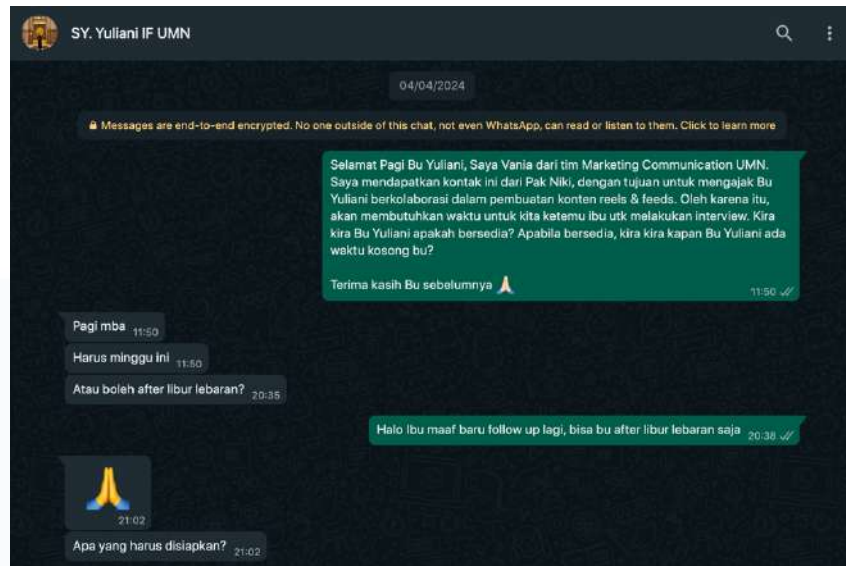 SY. Yuliani IF UMN
04/04/2024
Messages are end-to-end encrypted. No one outside of this chat, not even WhatsApp, can read or listen to them. Click to learn more
Selamat Pagi Bu Yuliani, Saya Vania dari tim Marketing Communication UMN.
Saya mendapatkan kontak ini dari Pak Niki, dengan tujuan untuk mengajak Bu
Yuliani berkolaborasi dalam pembuatan konten reels & feeds. Oleh karena itu,
akan membutuhkan waktu untuk kita ketemu ibu utk melakukan interview. Kira
kira Bu Yuliani apakah bersedia? Apabila bersedia, kira kira kapan Bu Yuliani ada
waktu kosong bu?
Terima kasih Bu sebelumnya 🙏
11:50
Pagi mba 11:50
Harus minggu ini 11:50
Atau boleh after libur lebaran? 20:35
Halo Ibu maaf baru follow up lagi, bisa bu after libur lebaran saja 20:38
🙏
21:02
Apa yang harus disiapkan? 21:02